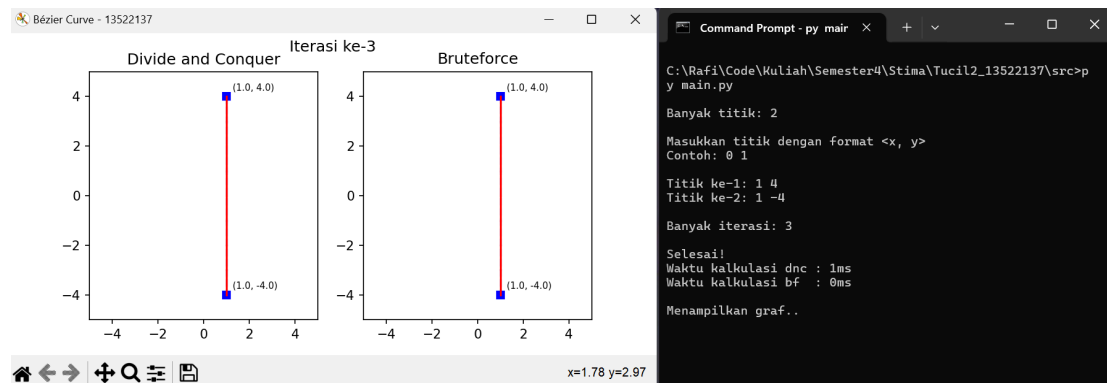 Bézier Curve - 13522137
Iterasi ke-3
Divide and Conquer
4
2
0
−2
−4
(1.0, 4.0)
(1.0, -4.0)
−4 −2 0 2 4
Bruteforce
4
2
0
−2
−4
(1.0, 4.0)
(1.0, -4.0)
−4 −2 0 2 4
x=1.78 y=2.97
Command Prompt - py main
C:\Rafi\Code\Kuliah\Semester4\Stima\Tucil2_13522137\src>p
y main.py
Banyak titik: 2
Masukkan titik dengan format <x, y>
Contoh: 0 1
Titik ke-1: 1 4
Titik ke-2: 1 -4
Banyak iterasi: 3
Selesai!
Waktu kalkulasi dnc : 1ms
Waktu kalkulasi bf  : 0ms
Menampilkan graf..